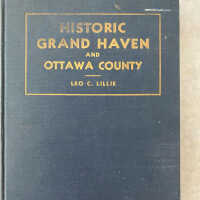 HISTORIC
GRAND HAVEN
AND
OTTAWA COUNTY
LEO C. LILLIE